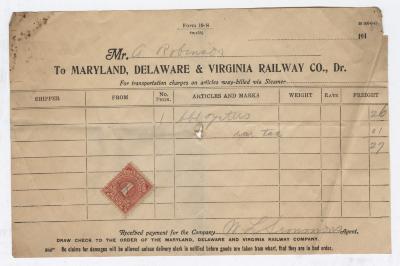 Form 19-S
191
Mr. A Robinson
To MARYLAND, DELAWARE & VIRGINIA RAILWAY CO., Dr.
For transportation charges on articles way-billed via Steamer
SHIPPER FROM No. Pkgs. ARTICLES AND MARKS WEIGHT RATE FREIGHT
1 bbl oysters 26
war tax 01
27
Received payment for the Company Agent.
DRAW CHECK TO THE ORDER OF THE MARYLAND, DELAWARE AND VIRGINIA RAILWAY COMPANY.
No claims for damages will be allowed unless delivery clerk is notified before goods are taken from wharf, that they are in bad order.